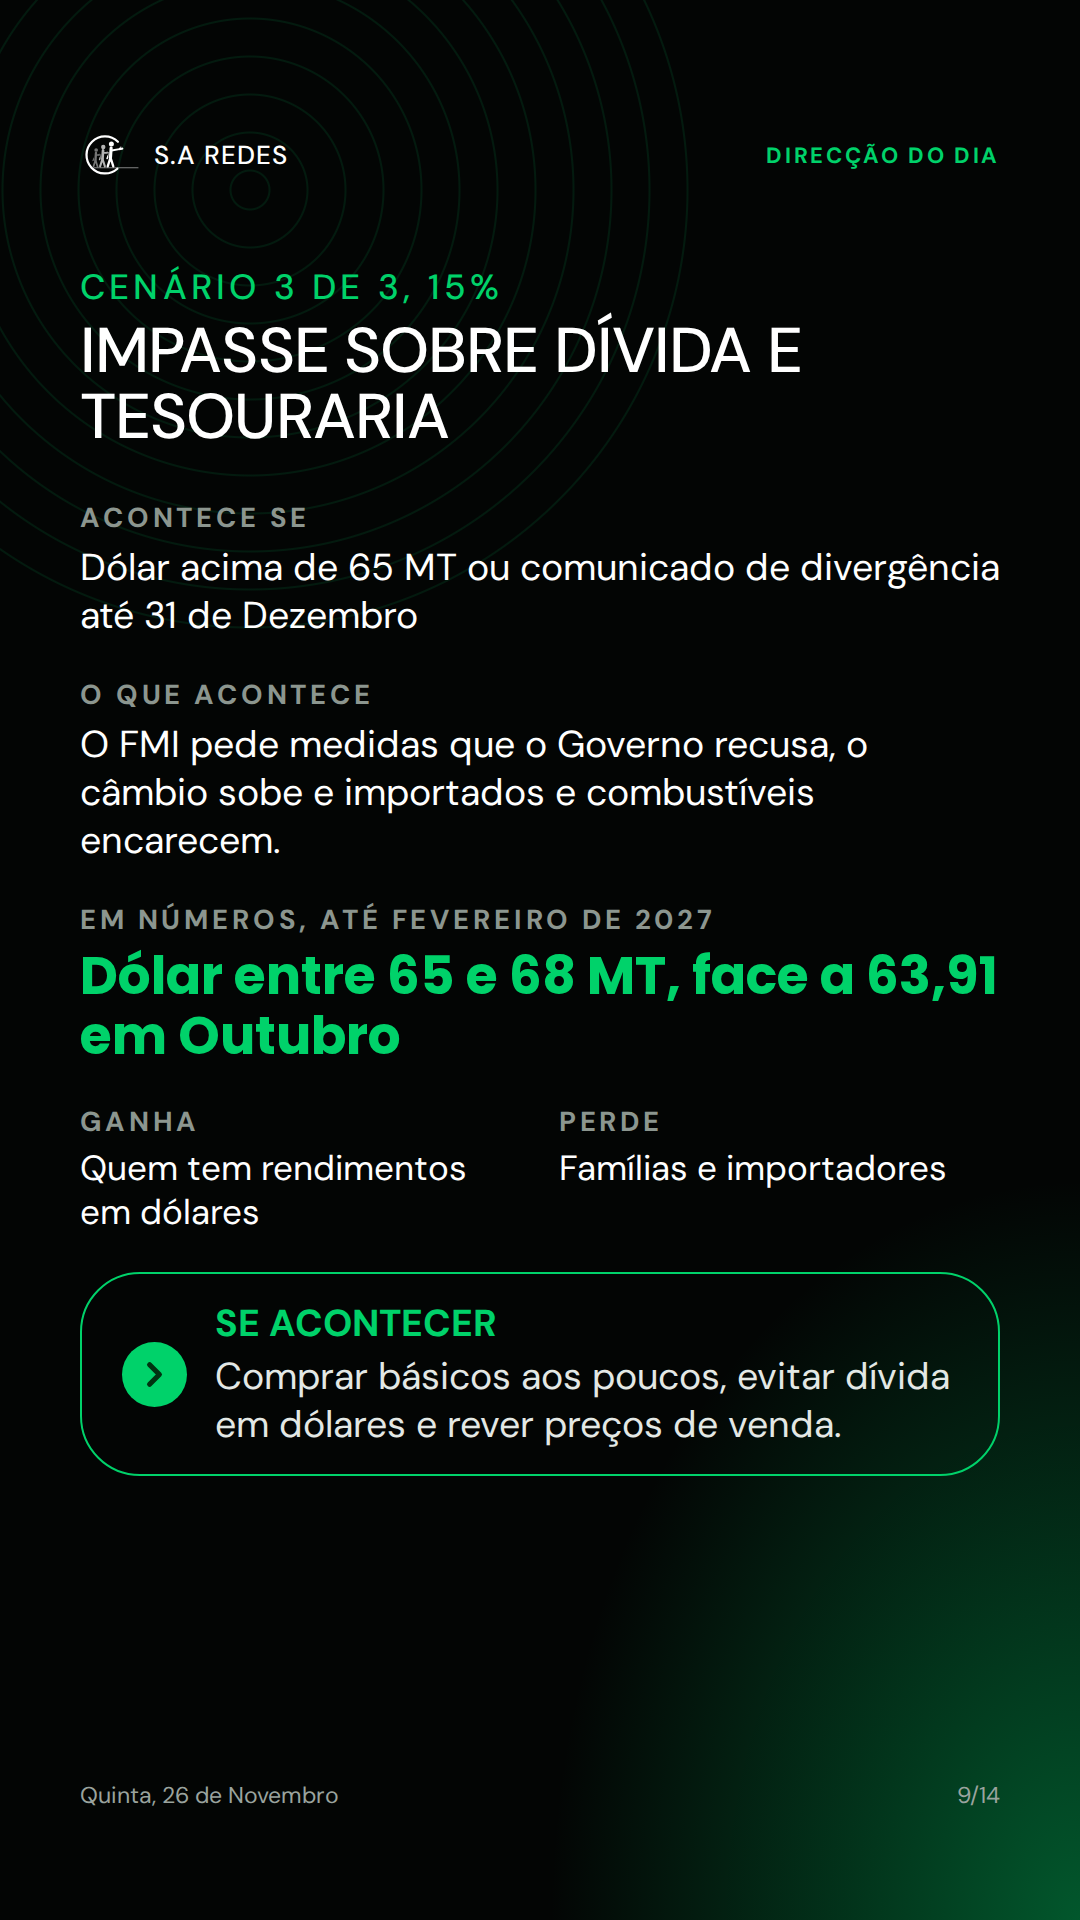 S.A REDES
DIRECÇÃO DO DIA
CENÁRIO 3 DE 3, 15%
IMPASSE SOBRE DÍVIDA E
TESOURARIA
ACONTECE SE
Dólar acima de 65 MT ou comunicado de divergência
até 31 de Dezembro
O QUE ACONTECE
O FMI pede medidas que o Governo recusa, o
câmbio sobe e importados e combustíveis
encarecem.
EM NÚMEROS, ATÉ FEVEREIRO DE 2027
Dólar entre 65 e 68 MT, face a 63,91
em Outubro
GANHA
Quem tem rendimentos
em dólares
PERDE
Famílias e importadores
SE ACONTECER
Comprar básicos aos poucos, evitar dívida
em dólares e rever preços de venda.
Quinta, 26 de Novembro
9/14